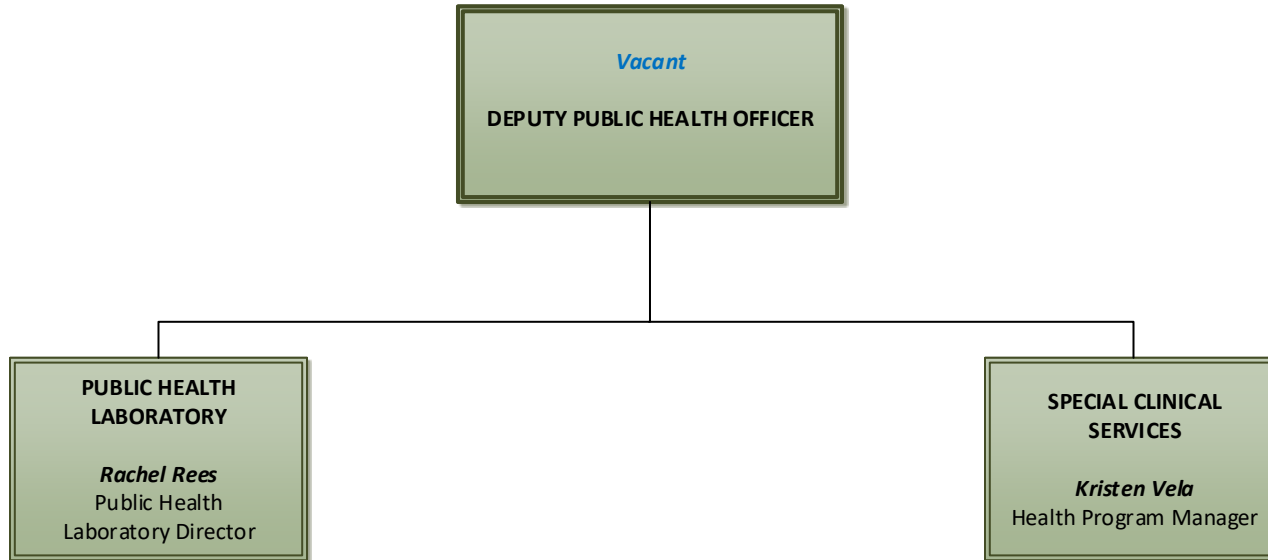 Vacant
DEPUTY PUBLIC HEALTH OFFICER
PUBLIC HEALTH
LABORATORY
Rachel Rees
Public Health
Laboratory Director
SPECIAL CLINICAL
SERVICES
Kristen Vela
Health Program Manager